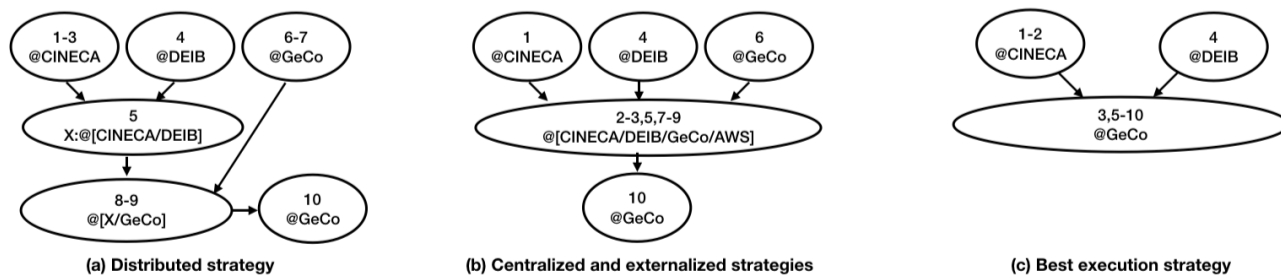 1-3
@CINECA
4
@DEIB
6-7
@GeCo
5
X:@[CINECA/DEIB]
8-9
@[X/GeCo]
10
@GeCo
(a) Distributed strategy
1
@CINECA
4
@DEIB
6
@GeCo
2-3,5,7-9
@[CINECA/DEIB/GeCo/AWS]
10
@GeCo
(b) Centralized and externalized strategies
1-2
@CINECA
4
@DEIB
3,5-10
@GeCo
(c) Best execution strategy